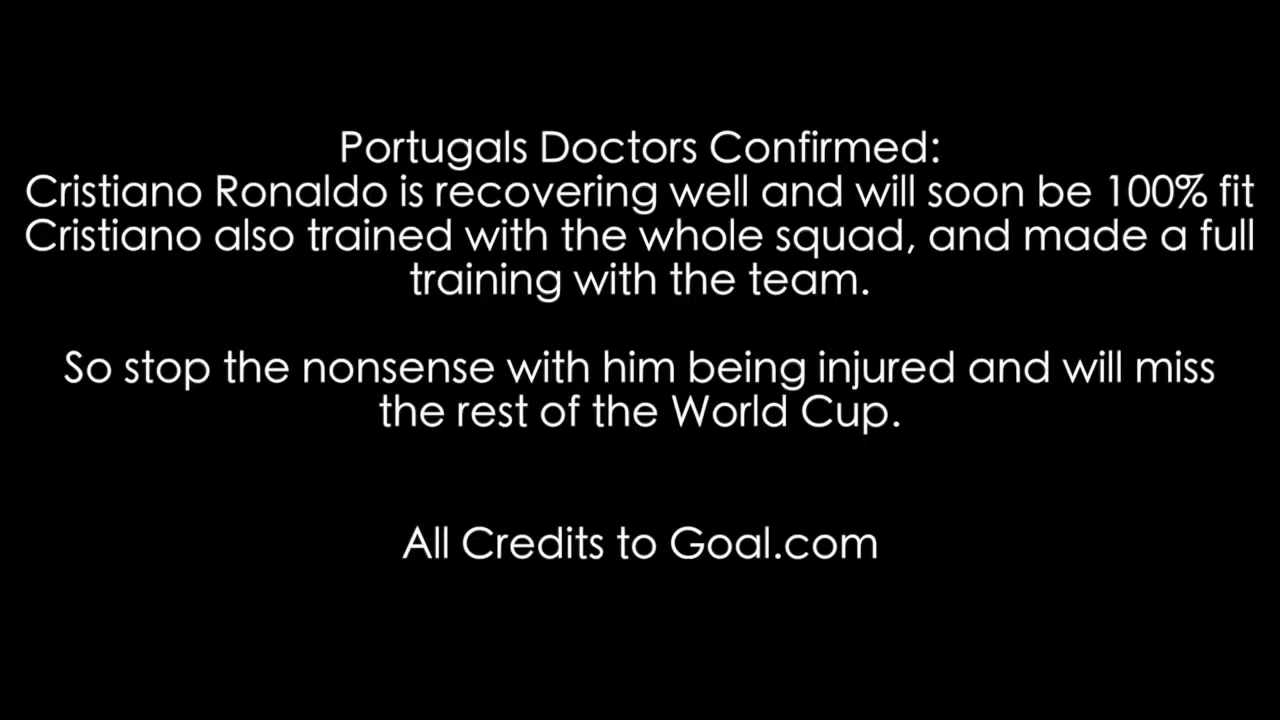 Portugals Doctors Confirmed:
Cristiano Ronaldo is recovering well and will soon be 100% fit
Cristiano also trained with the whole squad, and made a full
training with the team.
So stop the nonsense with him being injured and will miss
the rest of the World Cup.
All Credits to Goal.com